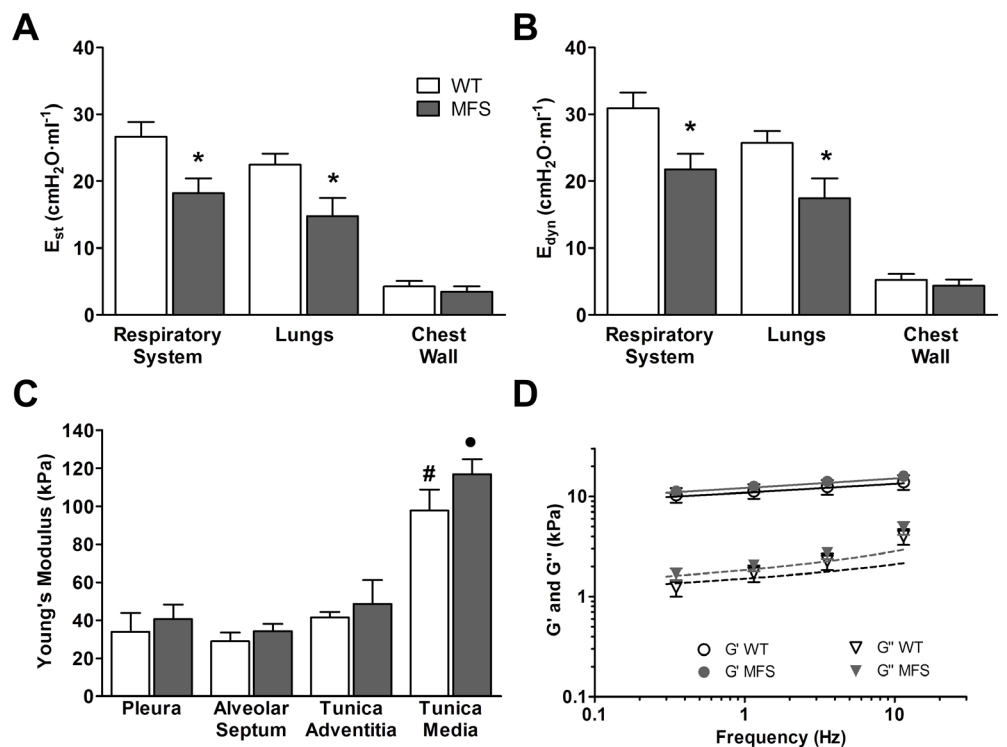 A
E_st (cmH₂O·ml⁻¹)
40
30
20
10
0
WT
MFS
*
*
Respiratory
System
Lungs
Chest
Wall
B
E_dyn (cmH₂O·ml⁻¹)
40
30
20
10
0
*
*
Respiratory
System
Lungs
Chest
Wall
C
Young's Modulus (kPa)
140
120
100
80
60
40
20
0
#
●
Pleura
Alveolar
Septum
Tunica
Adventitia
Tunica
Media
D
G' and G'' (kPa)
10
1
0.1
G' WT
G' MFS
G'' WT
G'' MFS
0.1
1
10
Frequency (Hz)